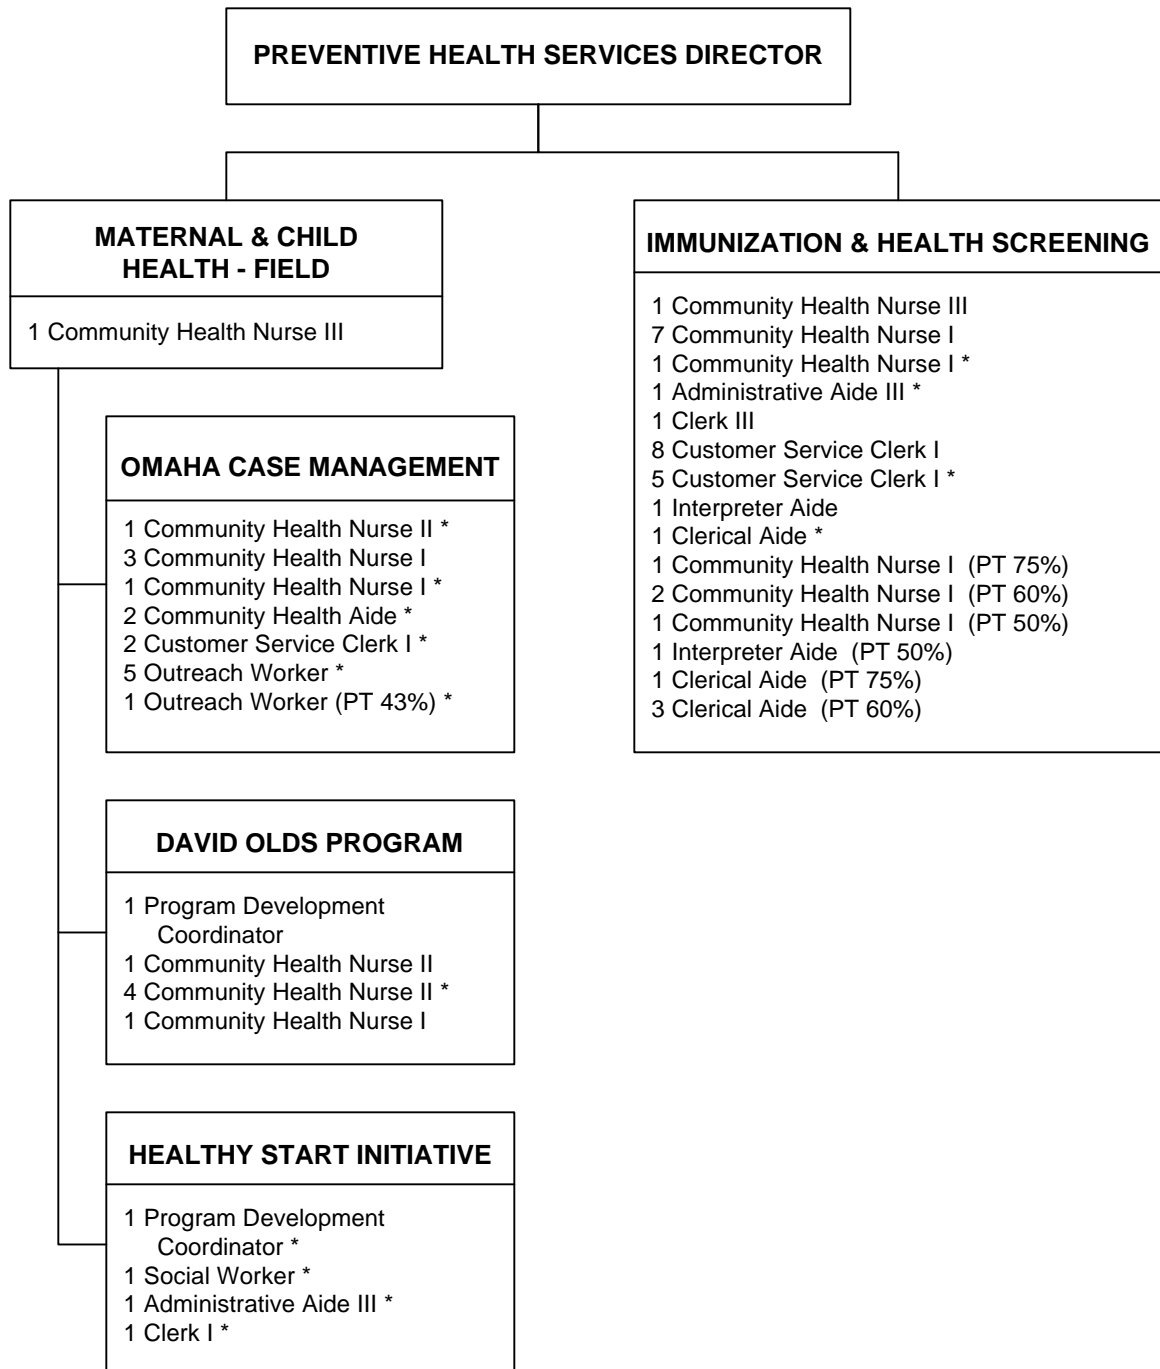 PREVENTIVE HEALTH SERVICES DIRECTOR
MATERNAL & CHILD
HEALTH - FIELD
1 Community Health Nurse III
OMAHA CASE MANAGEMENT
1 Community Health Nurse II *
3 Community Health Nurse I
1 Community Health Nurse I *
2 Community Health Aide *
2 Customer Service Clerk I *
5 Outreach Worker *
1 Outreach Worker (PT 43%) *
DAVID OLDS PROGRAM
1 Program Development
Coordinator
1 Community Health Nurse II
4 Community Health Nurse II *
1 Community Health Nurse I
HEALTHY START INITIATIVE
1 Program Development
Coordinator *
1 Social Worker *
1 Administrative Aide III *
1 Clerk I *
IMMUNIZATION & HEALTH SCREENING
1 Community Health Nurse III
7 Community Health Nurse I
1 Community Health Nurse I *
1 Administrative Aide III *
1 Clerk III
8 Customer Service Clerk I
5 Customer Service Clerk I *
1 Interpreter Aide
1 Clerical Aide *
1 Community Health Nurse I (PT 75%)
2 Community Health Nurse I (PT 60%)
1 Community Health Nurse I (PT 50%)
1 Interpreter Aide (PT 50%)
1 Clerical Aide (PT 75%)
3 Clerical Aide (PT 60%)